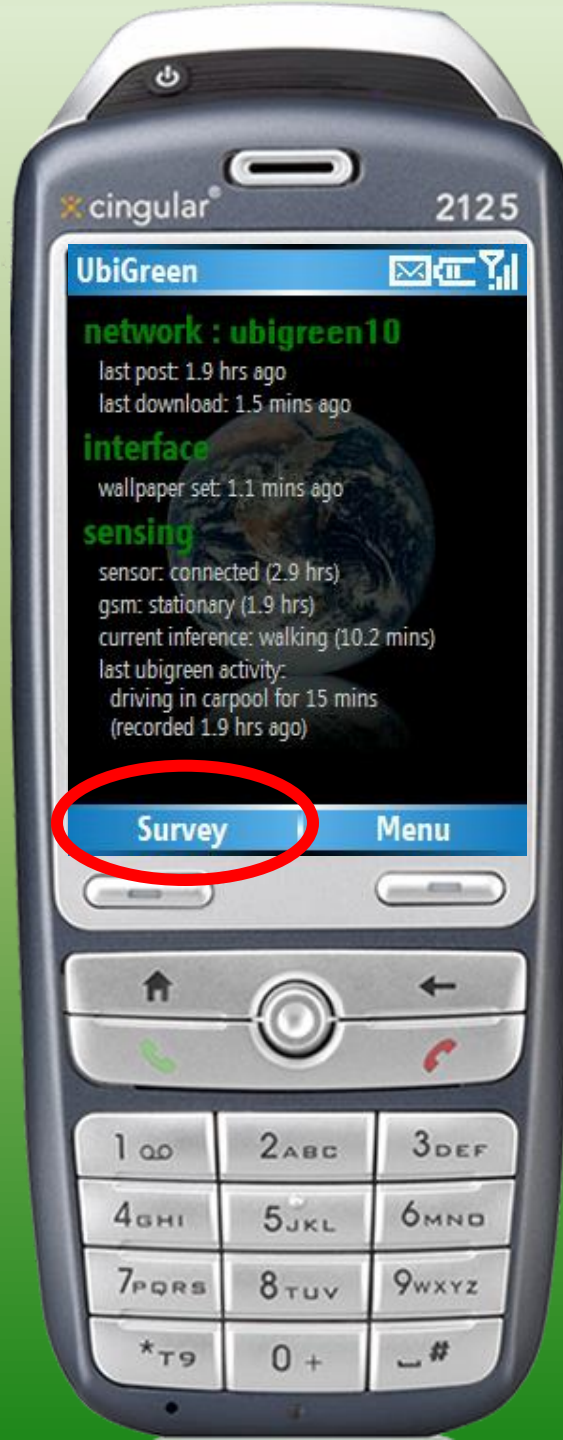 cingular®
2125
UbiGreen
network : ubigreen10
last post: 1.9 hrs ago
last download: 1.5 mins ago
interface
wallpaper set: 1.1 mins ago
sensing
sensor: connected (2.9 hrs)
gsm: stationary (1.9 hrs)
current inference: walking (10.2 mins)
last ubigreen activity:
driving in carpool for 15 mins
(recorded 1.9 hrs ago)
Survey Menu
1 2ABC 3DEF
4GHI 5JKL 6MNO
7PQRS 8TUV 9WXYZ
*T9 0 + #